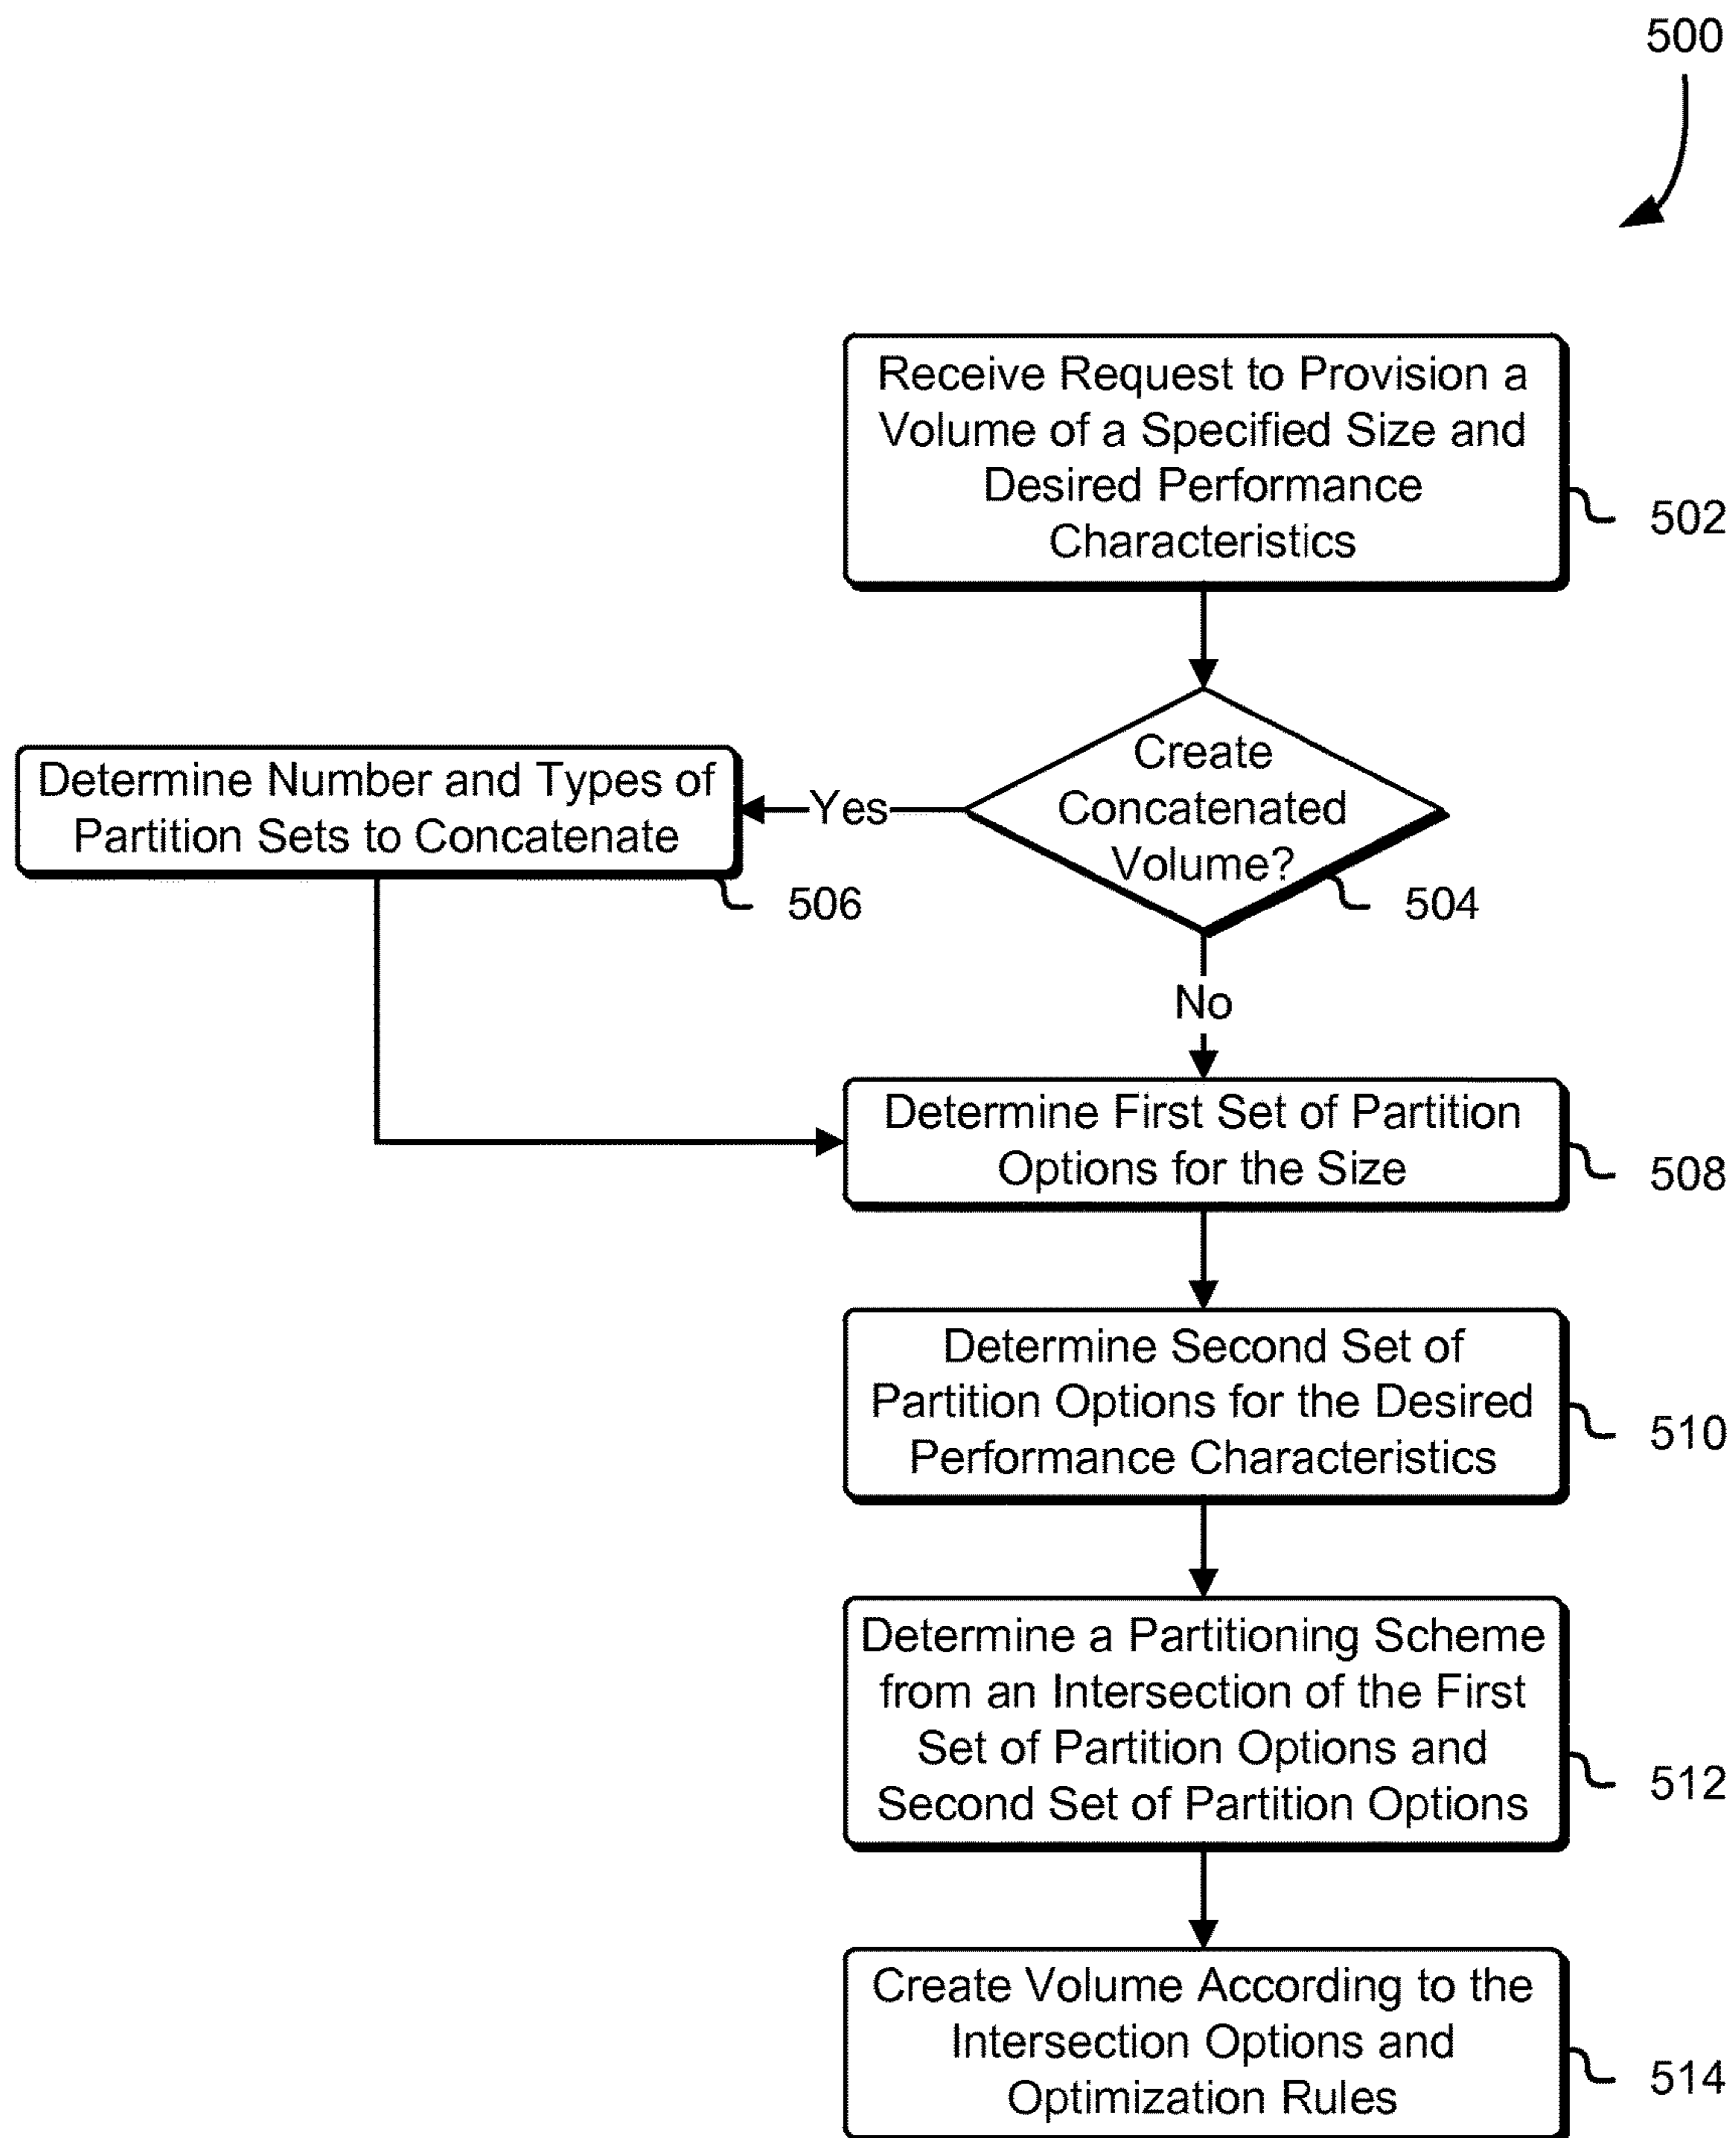 500
Receive Request to Provision a
Volume of a Specified Size and
Desired Performance
Characteristics
502
Create
Concatenated
Volume?
504
Yes
Determine Number and Types of
Partition Sets to Concatenate
506
No
Determine First Set of Partition
Options for the Size
508
Determine Second Set of
Partition Options for the Desired
Performance Characteristics
510
Determine a Partitioning Scheme
from an Intersection of the First
Set of Partition Options and
Second Set of Partition Options
512
Create Volume According to the
Intersection Options and
Optimization Rules
514